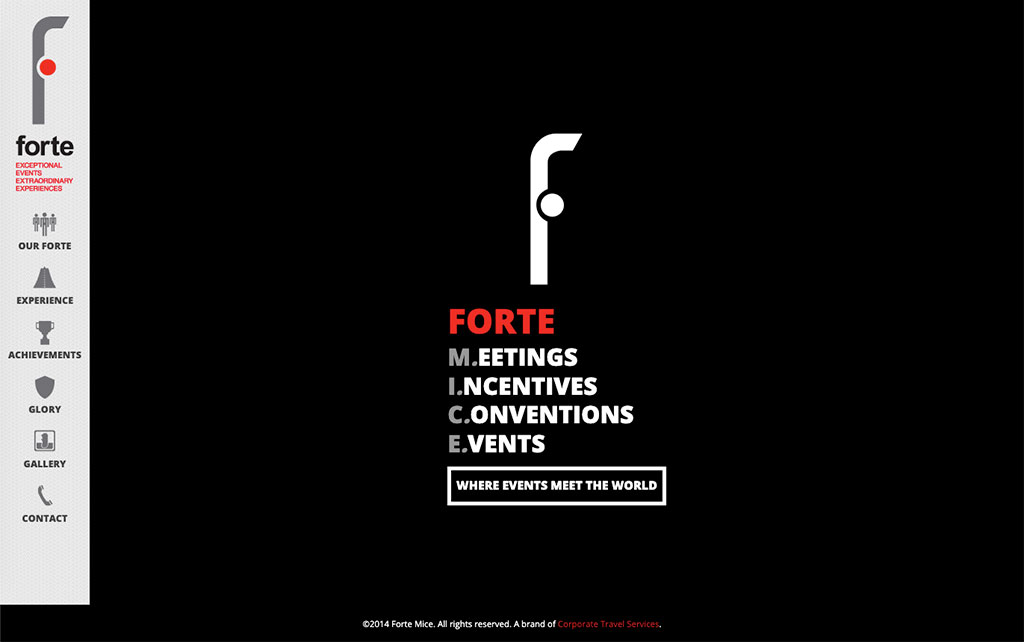 forte
EXCEPTIONAL
EVENTS
EXTRAORDINARY
EXPERIENCES
OUR FORTE
EXPERIENCE
ACHIEVEMENTS
GLORY
GALLERY
CONTACT
FORTE
M.EETINGS
I.NCENTIVES
C.ONVENTIONS
E.VENTS
WHERE EVENTS MEET THE WORLD
©2014 Forte Mice. All rights reserved. A brand of Corporate Travel Services.